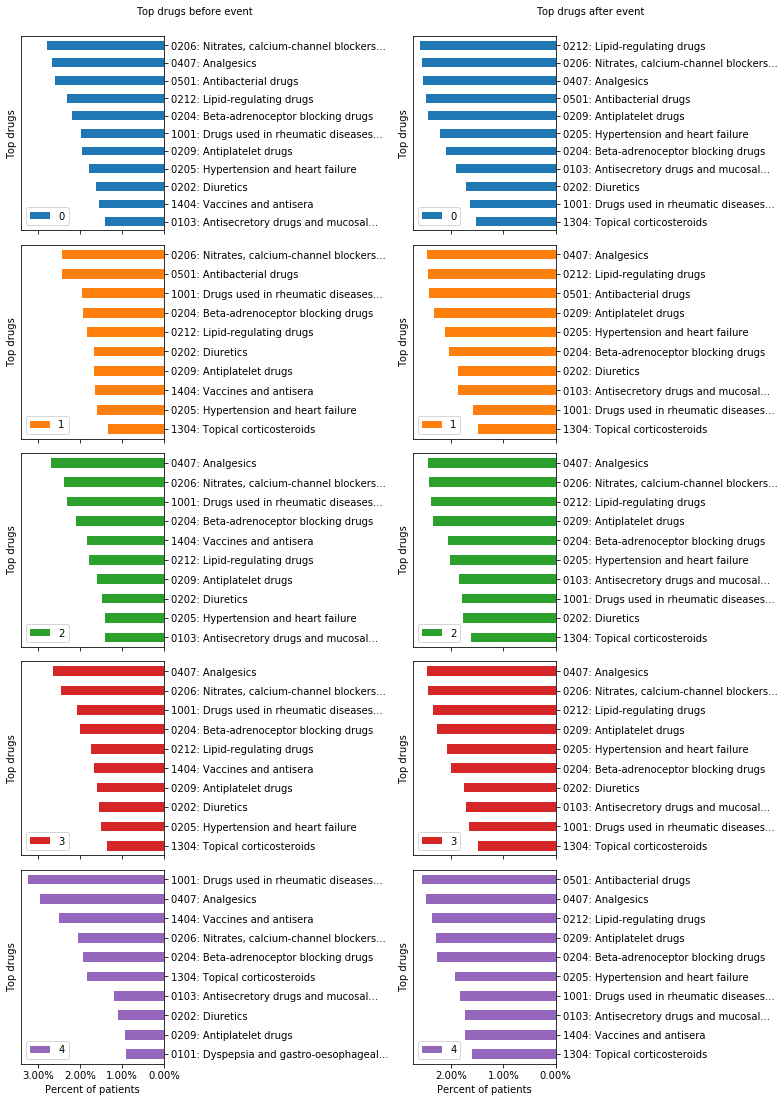 Top drugs before event
Top drugs after event
Top drugs
0206: Nitrates, calcium-channel blockers...
0407: Analgesics
0501: Antibacterial drugs
0212: Lipid-regulating drugs
0204: Beta-adrenoceptor blocking drugs
1001: Drugs used in rheumatic diseases...
0209: Antiplatelet drugs
0205: Hypertension and heart failure
0202: Diuretics
1404: Vaccines and antisera
0103: Antisecretory drugs and mucosal...
0
Top drugs
0212: Lipid-regulating drugs
0206: Nitrates, calcium-channel blockers...
0407: Analgesics
0501: Antibacterial drugs
0209: Antiplatelet drugs
0205: Hypertension and heart failure
0204: Beta-adrenoceptor blocking drugs
0103: Antisecretory drugs and mucosal...
0202: Diuretics
1001: Drugs used in rheumatic diseases...
1304: Topical corticosteroids
0
Top drugs
0206: Nitrates, calcium-channel blockers...
0501: Antibacterial drugs
1001: Drugs used in rheumatic diseases...
0204: Beta-adrenoceptor blocking drugs
0212: Lipid-regulating drugs
0202: Diuretics
0209: Antiplatelet drugs
1404: Vaccines and antisera
0205: Hypertension and heart failure
1304: Topical corticosteroids
1
Top drugs
0407: Analgesics
0212: Lipid-regulating drugs
0501: Antibacterial drugs
0209: Antiplatelet drugs
0205: Hypertension and heart failure
0204: Beta-adrenoceptor blocking drugs
0202: Diuretics
0103: Antisecretory drugs and mucosal...
1001: Drugs used in rheumatic diseases...
1304: Topical corticosteroids
1
Top drugs
0407: Analgesics
0206: Nitrates, calcium-channel blockers...
1001: Drugs used in rheumatic diseases...
0204: Beta-adrenoceptor blocking drugs
1404: Vaccines and antisera
0212: Lipid-regulating drugs
0209: Antiplatelet drugs
0202: Diuretics
0205: Hypertension and heart failure
0103: Antisecretory drugs and mucosal...
2
Top drugs
0407: Analgesics
0206: Nitrates, calcium-channel blockers...
0212: Lipid-regulating drugs
0209: Antiplatelet drugs
0204: Beta-adrenoceptor blocking drugs
0205: Hypertension and heart failure
0103: Antisecretory drugs and mucosal...
1001: Drugs used in rheumatic diseases...
0202: Diuretics
1304: Topical corticosteroids
2
Top drugs
0407: Analgesics
0206: Nitrates, calcium-channel blockers...
1001: Drugs used in rheumatic diseases...
0204: Beta-adrenoceptor blocking drugs
0212: Lipid-regulating drugs
1404: Vaccines and antisera
0209: Antiplatelet drugs
0202: Diuretics
0205: Hypertension and heart failure
1304: Topical corticosteroids
3
Top drugs
0407: Analgesics
0206: Nitrates, calcium-channel blockers...
0212: Lipid-regulating drugs
0209: Antiplatelet drugs
0205: Hypertension and heart failure
0204: Beta-adrenoceptor blocking drugs
0202: Diuretics
0103: Antisecretory drugs and mucosal...
1001: Drugs used in rheumatic diseases...
1304: Topical corticosteroids
3
Top drugs
1001: Drugs used in rheumatic diseases...
0407: Analgesics
1404: Vaccines and antisera
0206: Nitrates, calcium-channel blockers...
0204: Beta-adrenoceptor blocking drugs
1304: Topical corticosteroids
0103: Antisecretory drugs and mucosal...
0202: Diuretics
0209: Antiplatelet drugs
0101: Dyspepsia and gastro-oesophageal...
4
3.00% 2.00% 1.00% 0.00%
Percent of patients
Top drugs
0501: Antibacterial drugs
0407: Analgesics
0212: Lipid-regulating drugs
0209: Antiplatelet drugs
0204: Beta-adrenoceptor blocking drugs
0205: Hypertension and heart failure
1001: Drugs used in rheumatic diseases...
0103: Antisecretory drugs and mucosal...
1404: Vaccines and antisera
1304: Topical corticosteroids
4
2.00% 1.00% 0.00%
Percent of patients